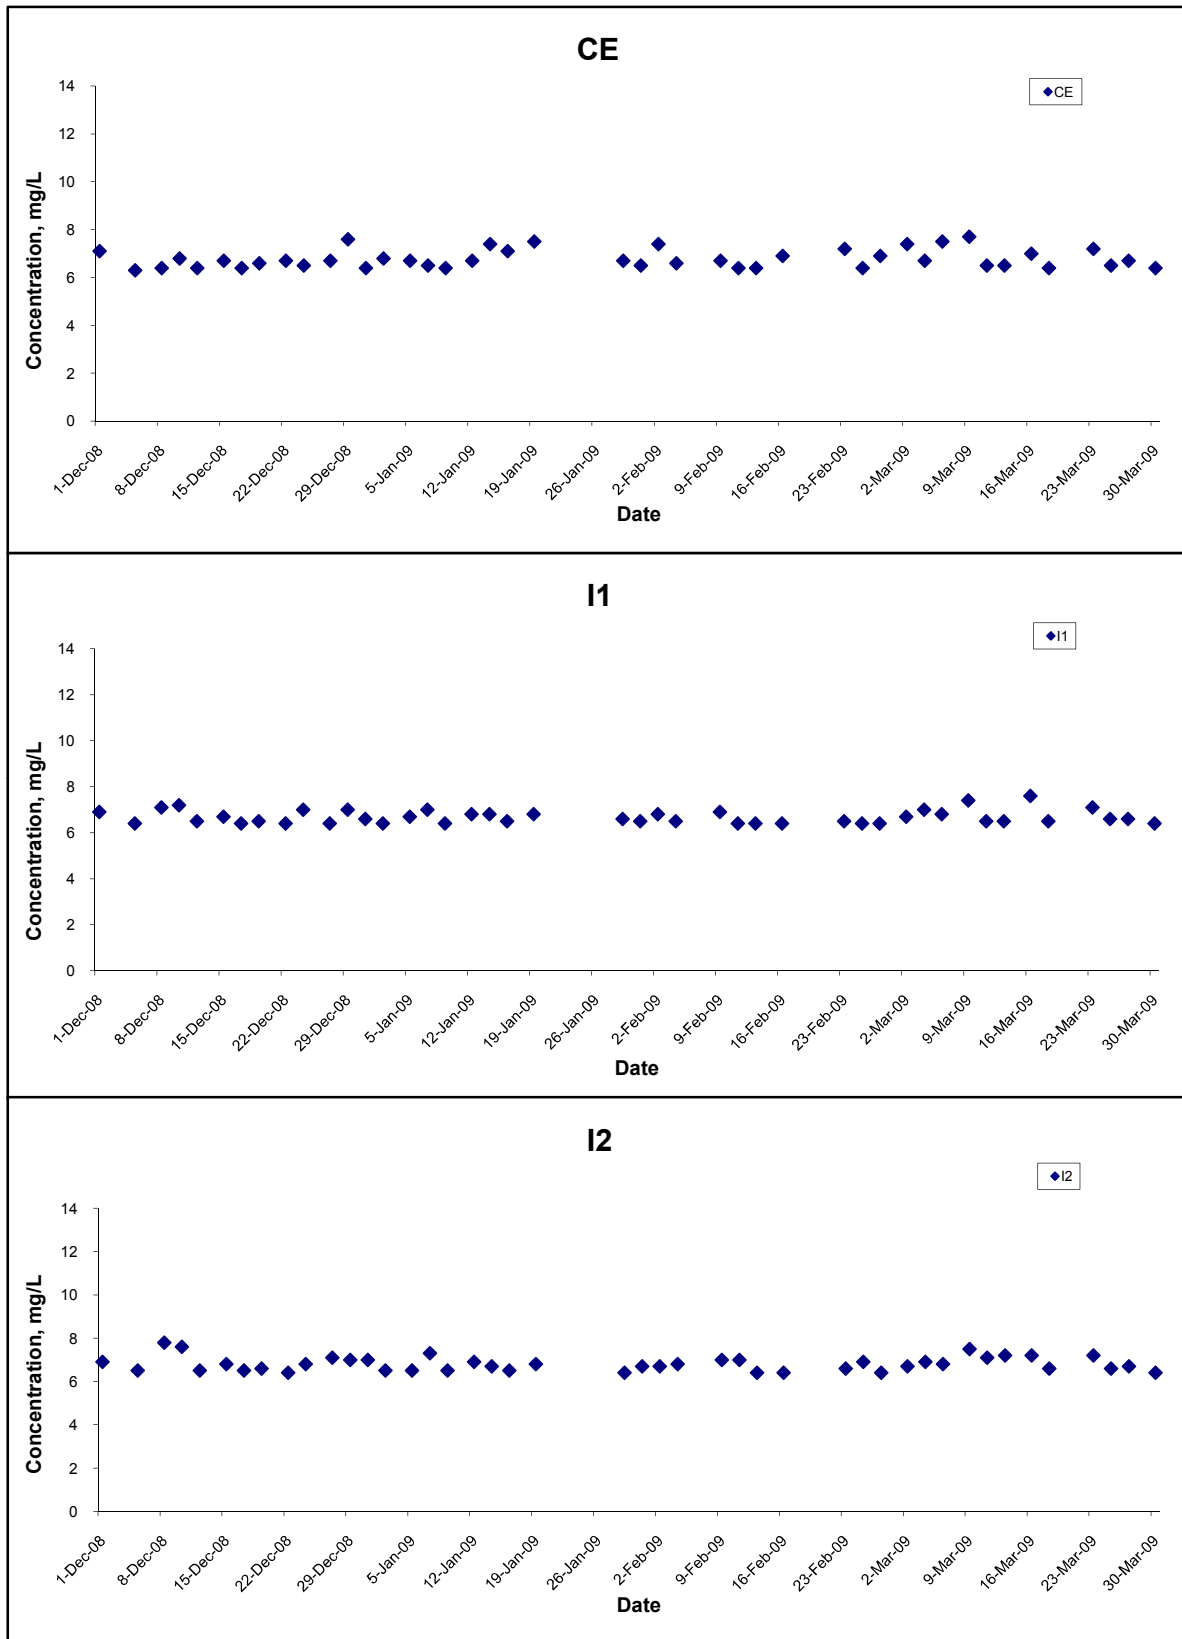 CE
CE
14
12
10
8
6
4
2
0
Concentration, mg/L
1-Dec-08
8-Dec-08
15-Dec-08
22-Dec-08
29-Dec-08
5-Jan-09
12-Jan-09
19-Jan-09
26-Jan-09
2-Feb-09
9-Feb-09
16-Feb-09
23-Feb-09
2-Mar-09
9-Mar-09
16-Mar-09
23-Mar-09
30-Mar-09
Date
I1
I1
14
12
10
8
6
4
2
0
Concentration, mg/L
1-Dec-08
8-Dec-08
15-Dec-08
22-Dec-08
29-Dec-08
5-Jan-09
12-Jan-09
19-Jan-09
26-Jan-09
2-Feb-09
9-Feb-09
16-Feb-09
23-Feb-09
2-Mar-09
9-Mar-09
16-Mar-09
23-Mar-09
30-Mar-09
Date
I2
I2
14
12
10
8
6
4
2
0
Concentration, mg/L
1-Dec-08
8-Dec-08
15-Dec-08
22-Dec-08
29-Dec-08
5-Jan-09
12-Jan-09
19-Jan-09
26-Jan-09
2-Feb-09
9-Feb-09
16-Feb-09
23-Feb-09
2-Mar-09
9-Mar-09
16-Mar-09
23-Mar-09
30-Mar-09
Date